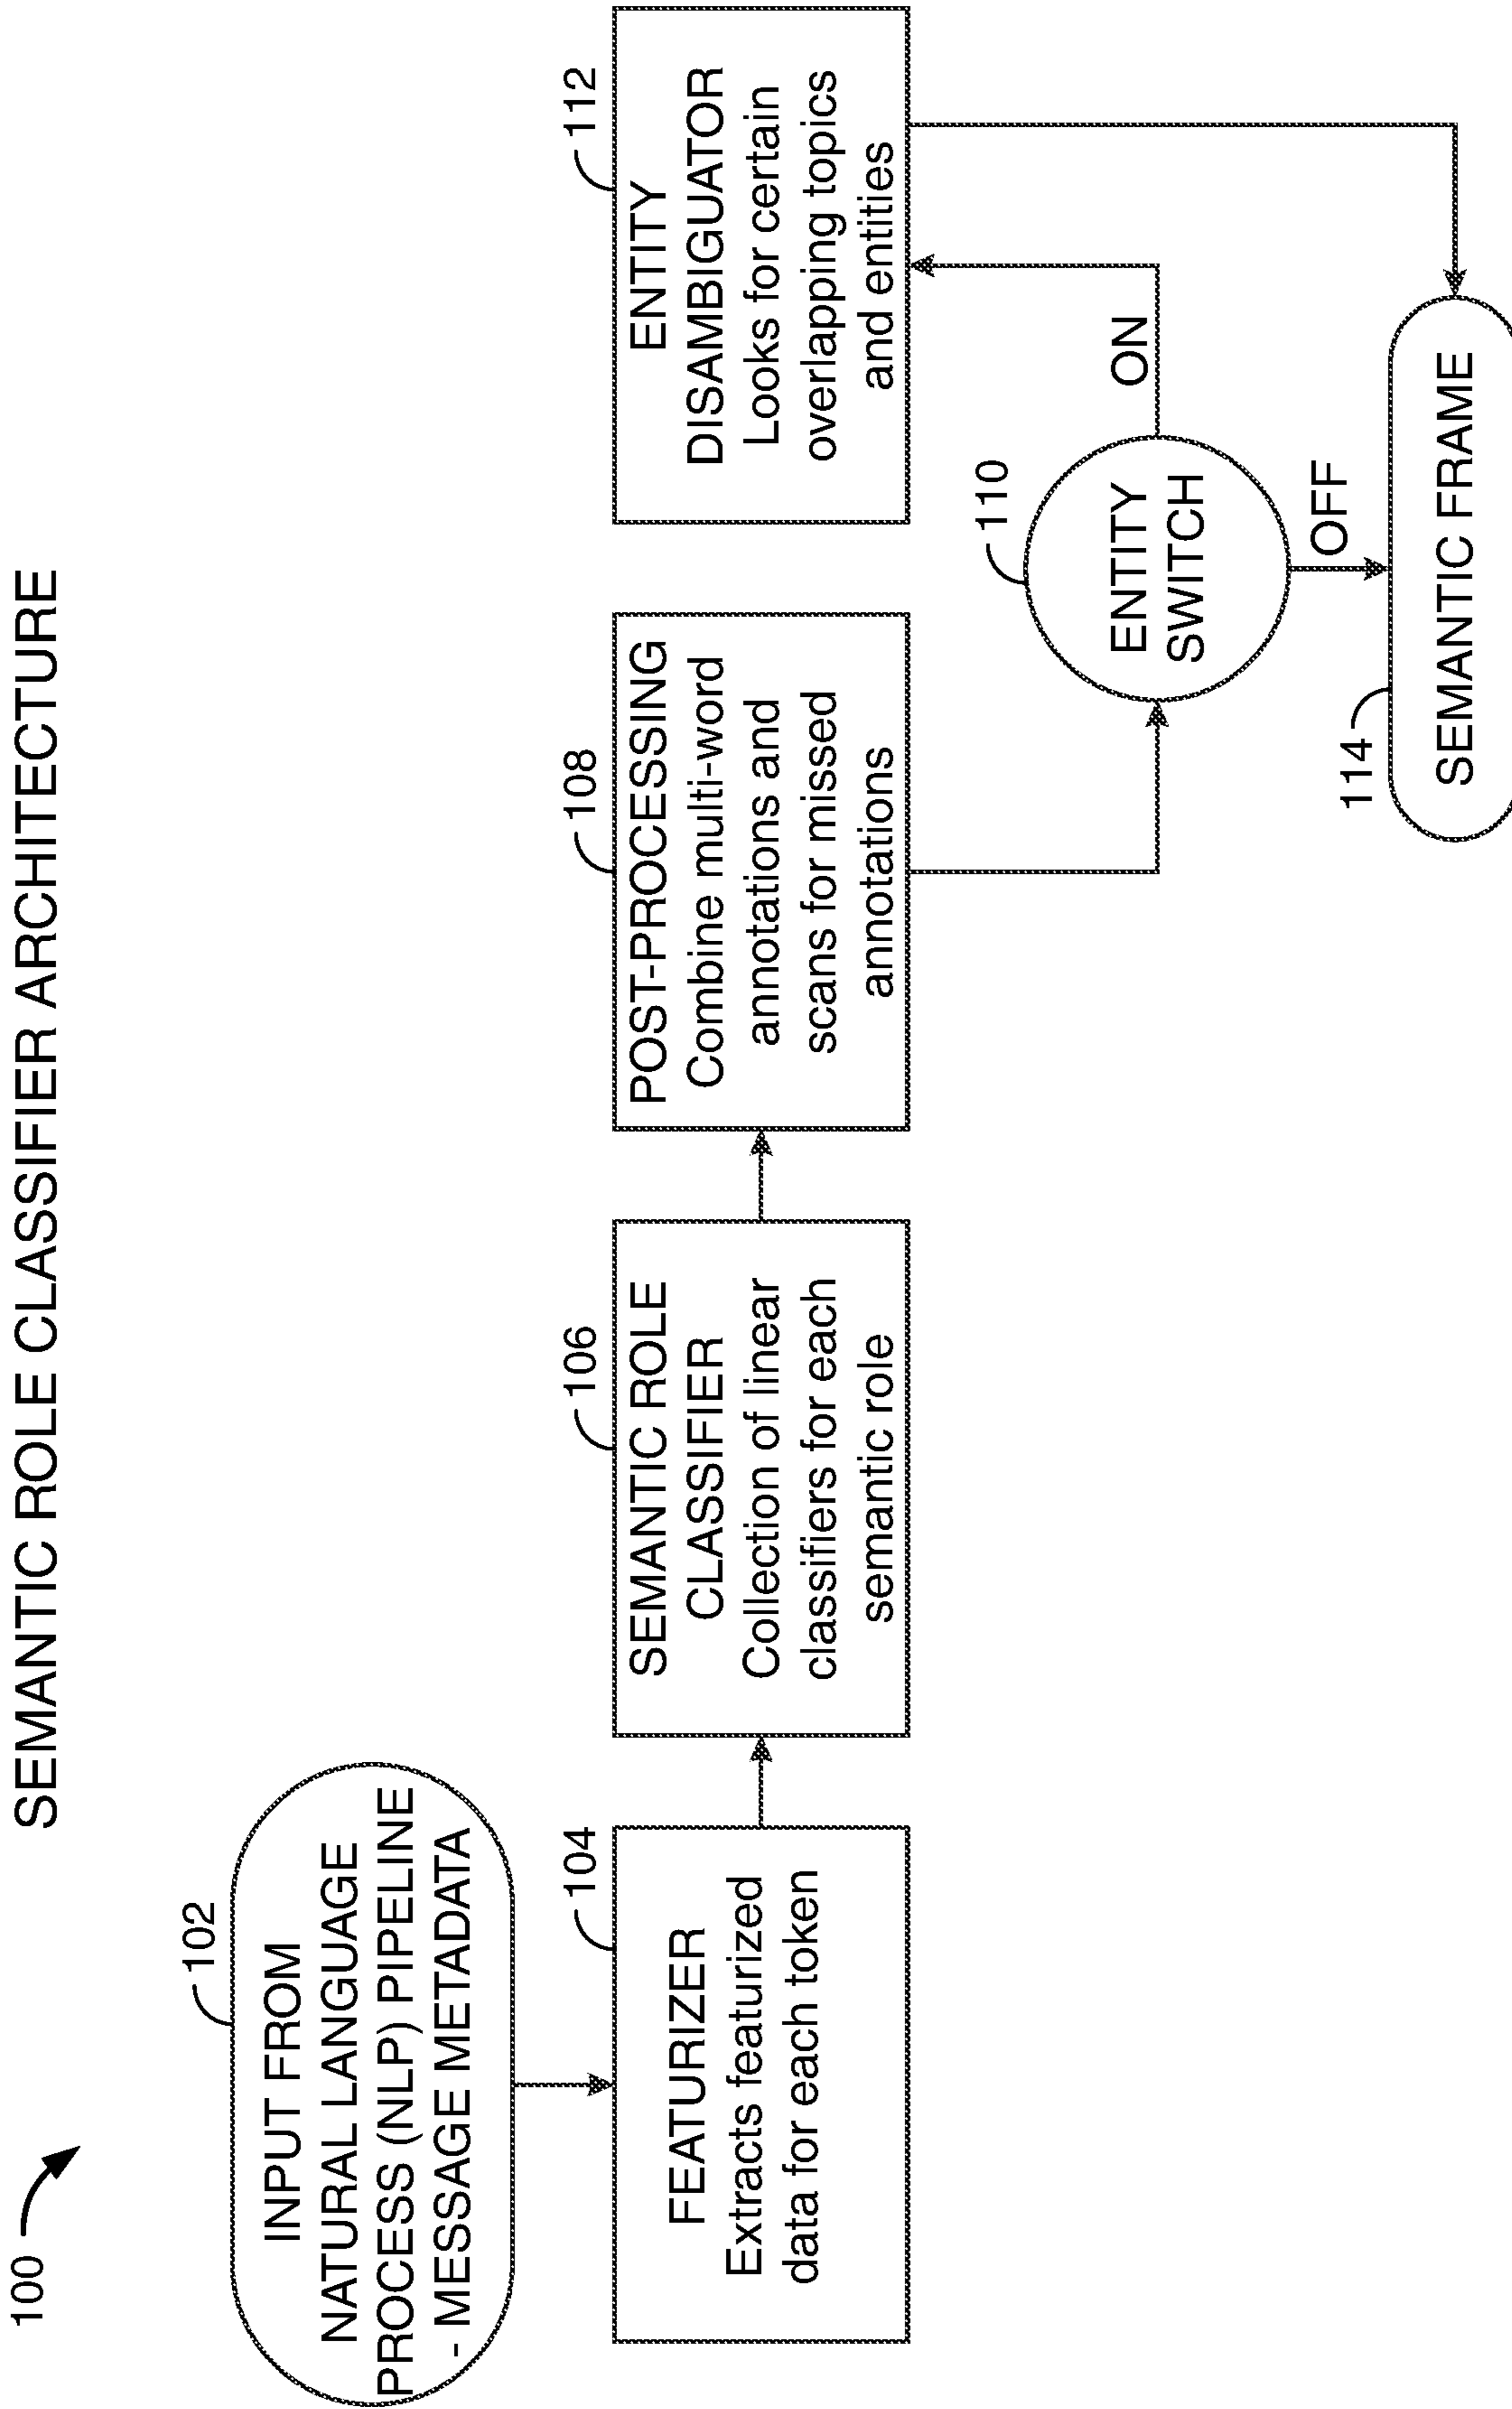 100
SEMANTIC ROLE CLASSIFIER ARCHITECTURE
102
INPUT FROM
NATURAL LANGUAGE
PROCESS (NLP) PIPELINE
- MESSAGE METADATA
104
FEATURIZER
Extracts featurized
data for each token
106
SEMANTIC ROLE
CLASSIFIER
Collection of linear
classifiers for each
semantic role
108
POST-PROCESSING
Combine multi-word
annotations and
scans for missed
annotations
110
ENTITY
SWITCH
ON
OFF
112
ENTITY
DISAMBIGUATOR
Looks for certain
overlapping topics
and entities
114
SEMANTIC FRAME